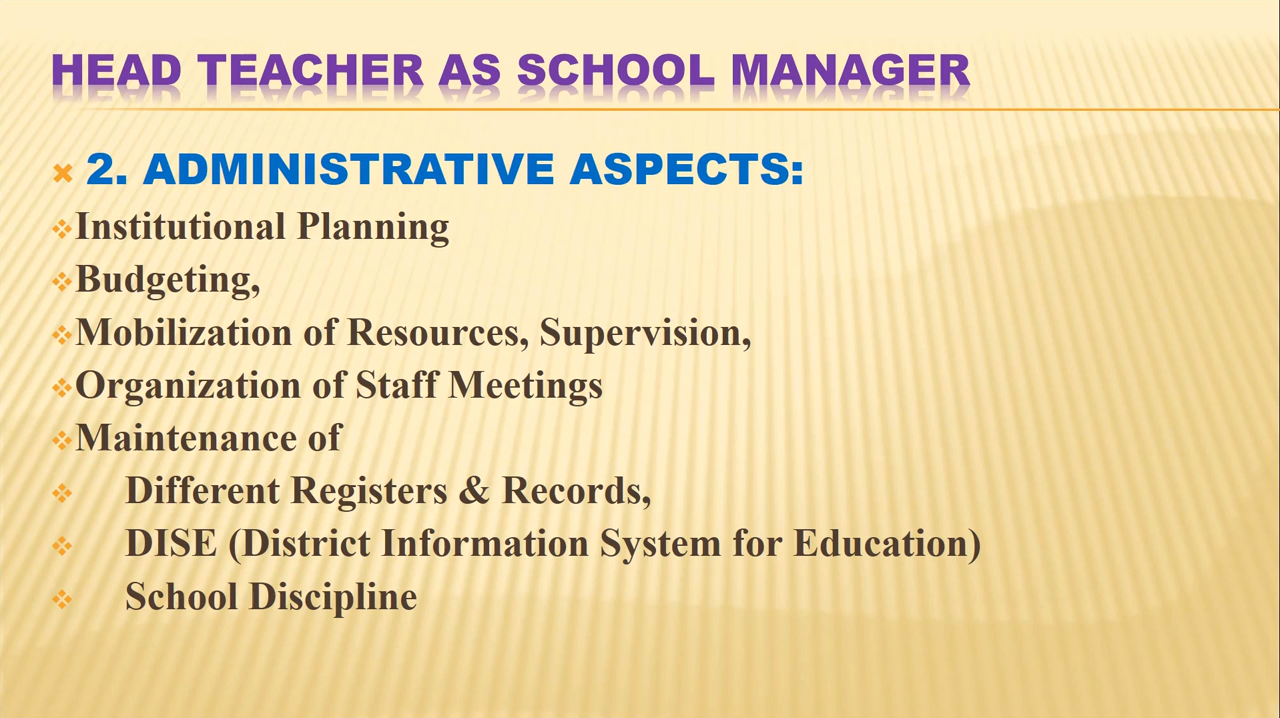 HEAD TEACHER AS SCHOOL MANAGER
2. ADMINISTRATIVE ASPECTS:
Institutional Planning
Budgeting,
Mobilization of Resources, Supervision,
Organization of Staff Meetings
Maintenance of
Different Registers & Records,
DISE (District Information System for Education)
School Discipline